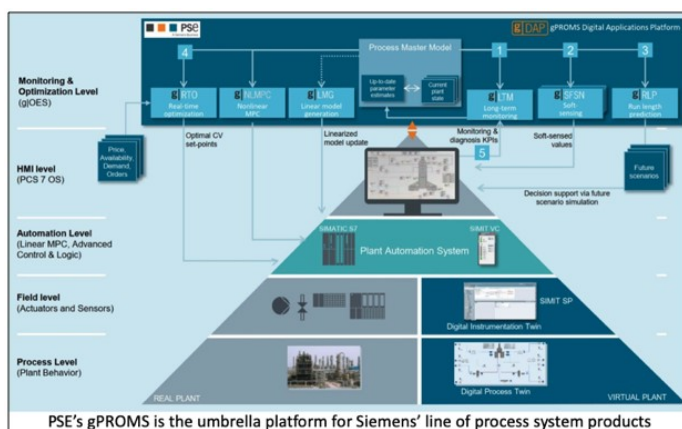 PSE
g DAP gPROMS Digital Applications Platform
Process Master Model
Up-to-date
parameter
estimates
Current
plant
state
4
1
2
3
Monitoring &
Optimization Level
(g|OES)
g RTO
Real-time
optimization
g NLMPC
Nonlinear
MPC
g LMG
Linear model
generation
g LTM
Long-term
monitoring
g SFSN
Soft-
sensing
g RLP
Run length
prediction
Optimal CV
set-points
Linearized
model update
Monitoring &
diagnosis KPIs
5
Soft-sensed
values
Price,
Availability,
Demand,
Orders
HMI level
(PCS 7 OS)
Future
scenarios
Decision support via future
scenario simulation
Automation Level
(Linear MPC, Advanced
Control & Logic)
SIMATIC S7
Plant Automation System
SIMIT VC
Field level
(Actuators and Sensors)
SIMIT SP
Digital Instrumentation Twin
Process Level
(Plant Behavior)
Digital Process Twin
REAL PLANT
VIRTUAL PLANT
PSE's gPROMS is the umbrella platform for Siemens' line of process system products